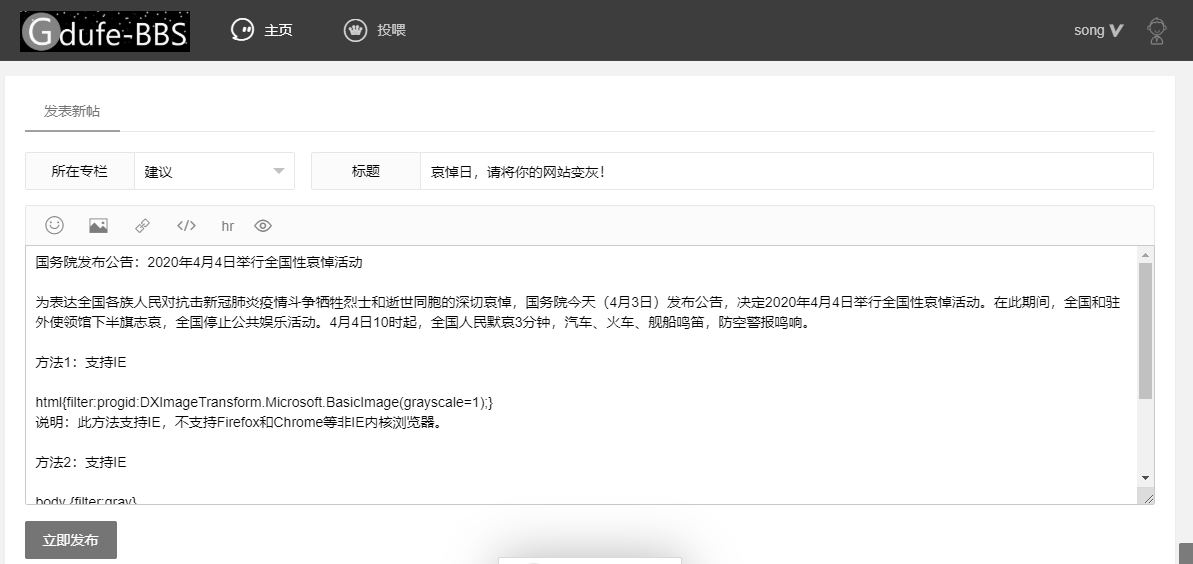 Gdufe-BBS 主页 投喂 song V
发表新帖
所在专栏 建议 标题 哀悼日，请将你的网站变灰！
hr
国务院发布公告：2020年4月4日举行全国性哀悼活动
为表达全国各族人民对抗击新冠肺炎疫情斗争牺牲烈士和逝世同胞的深切哀悼，国务院今天（4月3日）发布公告，决定2020年4月4日举行全国性哀悼活动。在此期间，全国和驻
外使领馆下半旗志哀，全国停止公共娱乐活动。4月4日10时起，全国人民默哀3分钟，汽车、火车、舰船鸣笛，防空警报鸣响。
方法1：支持IE
html{filter:progid:DXImageTransform.Microsoft.BasicImage(grayscale=1);}
说明：此方法支持IE，不支持Firefox和Chrome等非IE内核浏览器。
方法2：支持IE
body {filter:gray}
立即发布